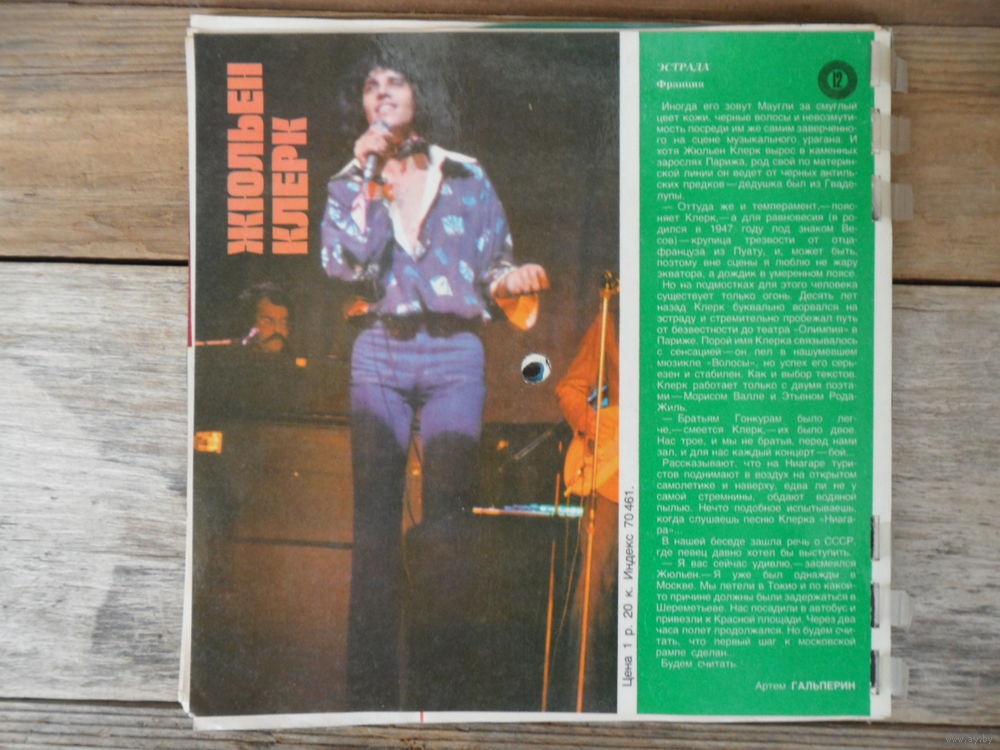 ЖЮЛЬЕН
КЛЕРК
Цена 1 р. 20 к. Индекс 70461.
ЭСТРАДА
Франция
12
Иногда его зовут Маугли за смуглый
цвет кожи, черные волосы и невозмути-
мость посреди им же самим заверченно-
го на сцене музыкального урагана. И
хотя Жюльен Клерк вырос в каменных
зарослях Парижа, род свой по материн-
ской линии он ведет от черных антиль-
ских предков — дедушка был из Гваде-
лупы.
— Оттуда же и темперамент,— пояс-
няет Клерк,— а для равновесия (я ро-
дился в 1947 году под знаком Ве-
сов) — крупица трезвости от отца-
француза из Пуату, и, может быть,
поэтому вне сцены я люблю не жару
экватора, а дождик в умеренном поясе.
Но на подмостках для этого человека
существует только огонь. Десять лет
назад Клерк буквально ворвался на
эстраду и стремительно пробежал путь
от безвестности до театра «Олимпия» в
Париже. Порой имя Клерка связывалось
с сенсацией — он пел в нашумевшем
мюзикле «Волосы», но успех его серь-
езен и стабилен. Как и выбор текстов.
Клерк работает только с двумя поэта-
ми — Морисом Валле и Этьеном Рода-
Жиль.
— Братьям Гонкурам было лег-
че,— смеется Клерк,— их было двое.
Нас трое, и мы не братья, перед нами
зал, и для нас каждый концерт — бой...
Рассказывают, что на Ниагаре тури-
стов поднимают в воздух на открытом
самолетике и наверху, едва ли не у
самой стремнины, обдают водяной
пылью. Нечто подобное испытываешь,
когда слушаешь песню Клерка «Ниага-
ра»...
В нашей беседе зашла речь о СССР,
где певец давно хотел бы выступить.
— Я вас сейчас удивлю,— засмеялся
Жюльен.— Я уже был однажды в
Москве. Мы летели в Токио и по какой-
то причине должны были задержаться в
Шереметьеве. Нас посадили в автобус и
привезли к Красной площади. Через два
часа полет продолжался. Но будем счи-
тать, что первый шаг к московской
рампе сделан...
Будем считать.
Артем ГАЛЬПЕРИН
www.ay.by